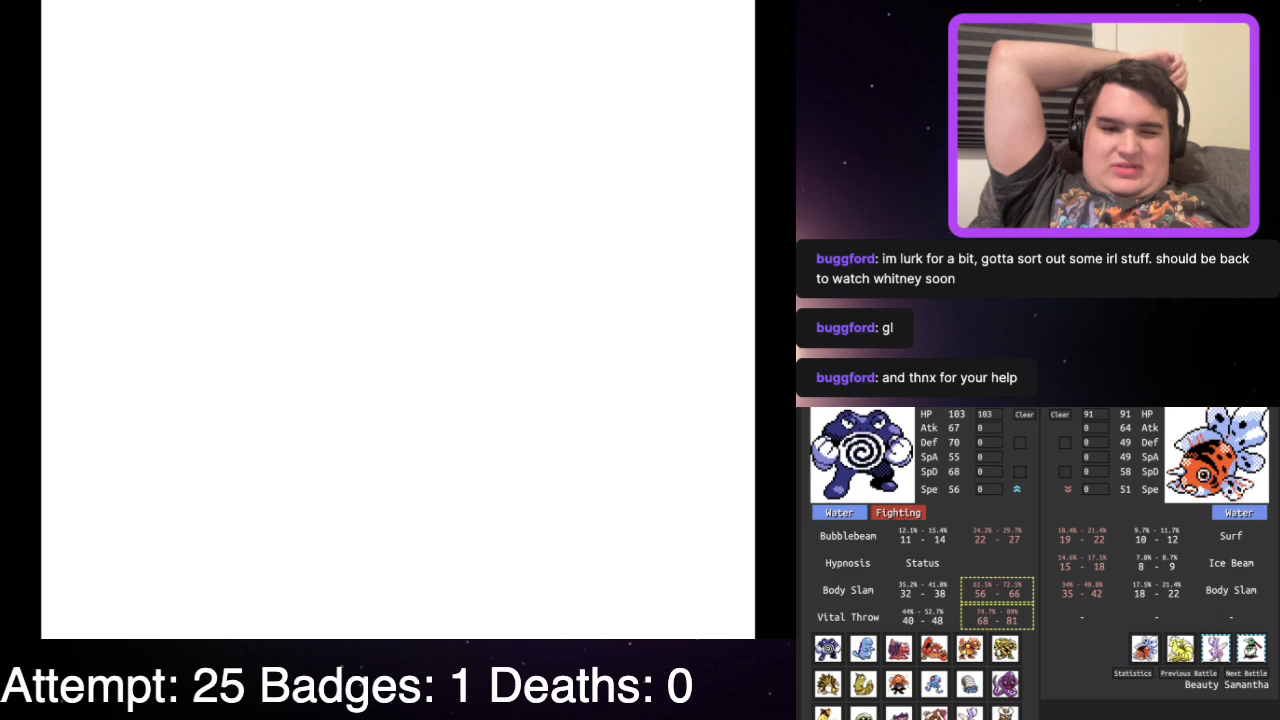 buggford: im lurk for a bit, gotta sort out some irl stuff. should be back
to watch whitney soon
buggford: gl
buggford: and thnx for your help
HP 103 103 Clear
Atk 67 0
Def 70 0
SpA 55 0
SpD 68 0
Spe 56 0
Water Fighting
Clear 91 91 HP
0 64 Atk
0 49 Def
0 49 SpA
0 58 SpD
0 51 Spe
Water
Bubblebeam 12.1% - 15.4% 24.2% - 29.7%
11 - 14 22 - 27
Hypnosis Status
Body Slam 35.2% - 41.8% 61.5% - 72.5%
32 - 38 56 - 66
Vital Throw 44% - 52.7% 74.7% - 89%
40 - 48 68 - 81
18.4% - 21.4% 9.7% - 11.7%
19 - 22 10 - 12 Surf
14.6% - 17.5% 7.8% - 8.7%
15 - 18 8 - 9 Ice Beam
34% - 40.8% 17.5% - 21.4%
35 - 42 18 - 22 Body Slam
- - -
Statistics Previous Battle Next Battle
Beauty Samantha
Attempt: 25 Badges: 1 Deaths: 0